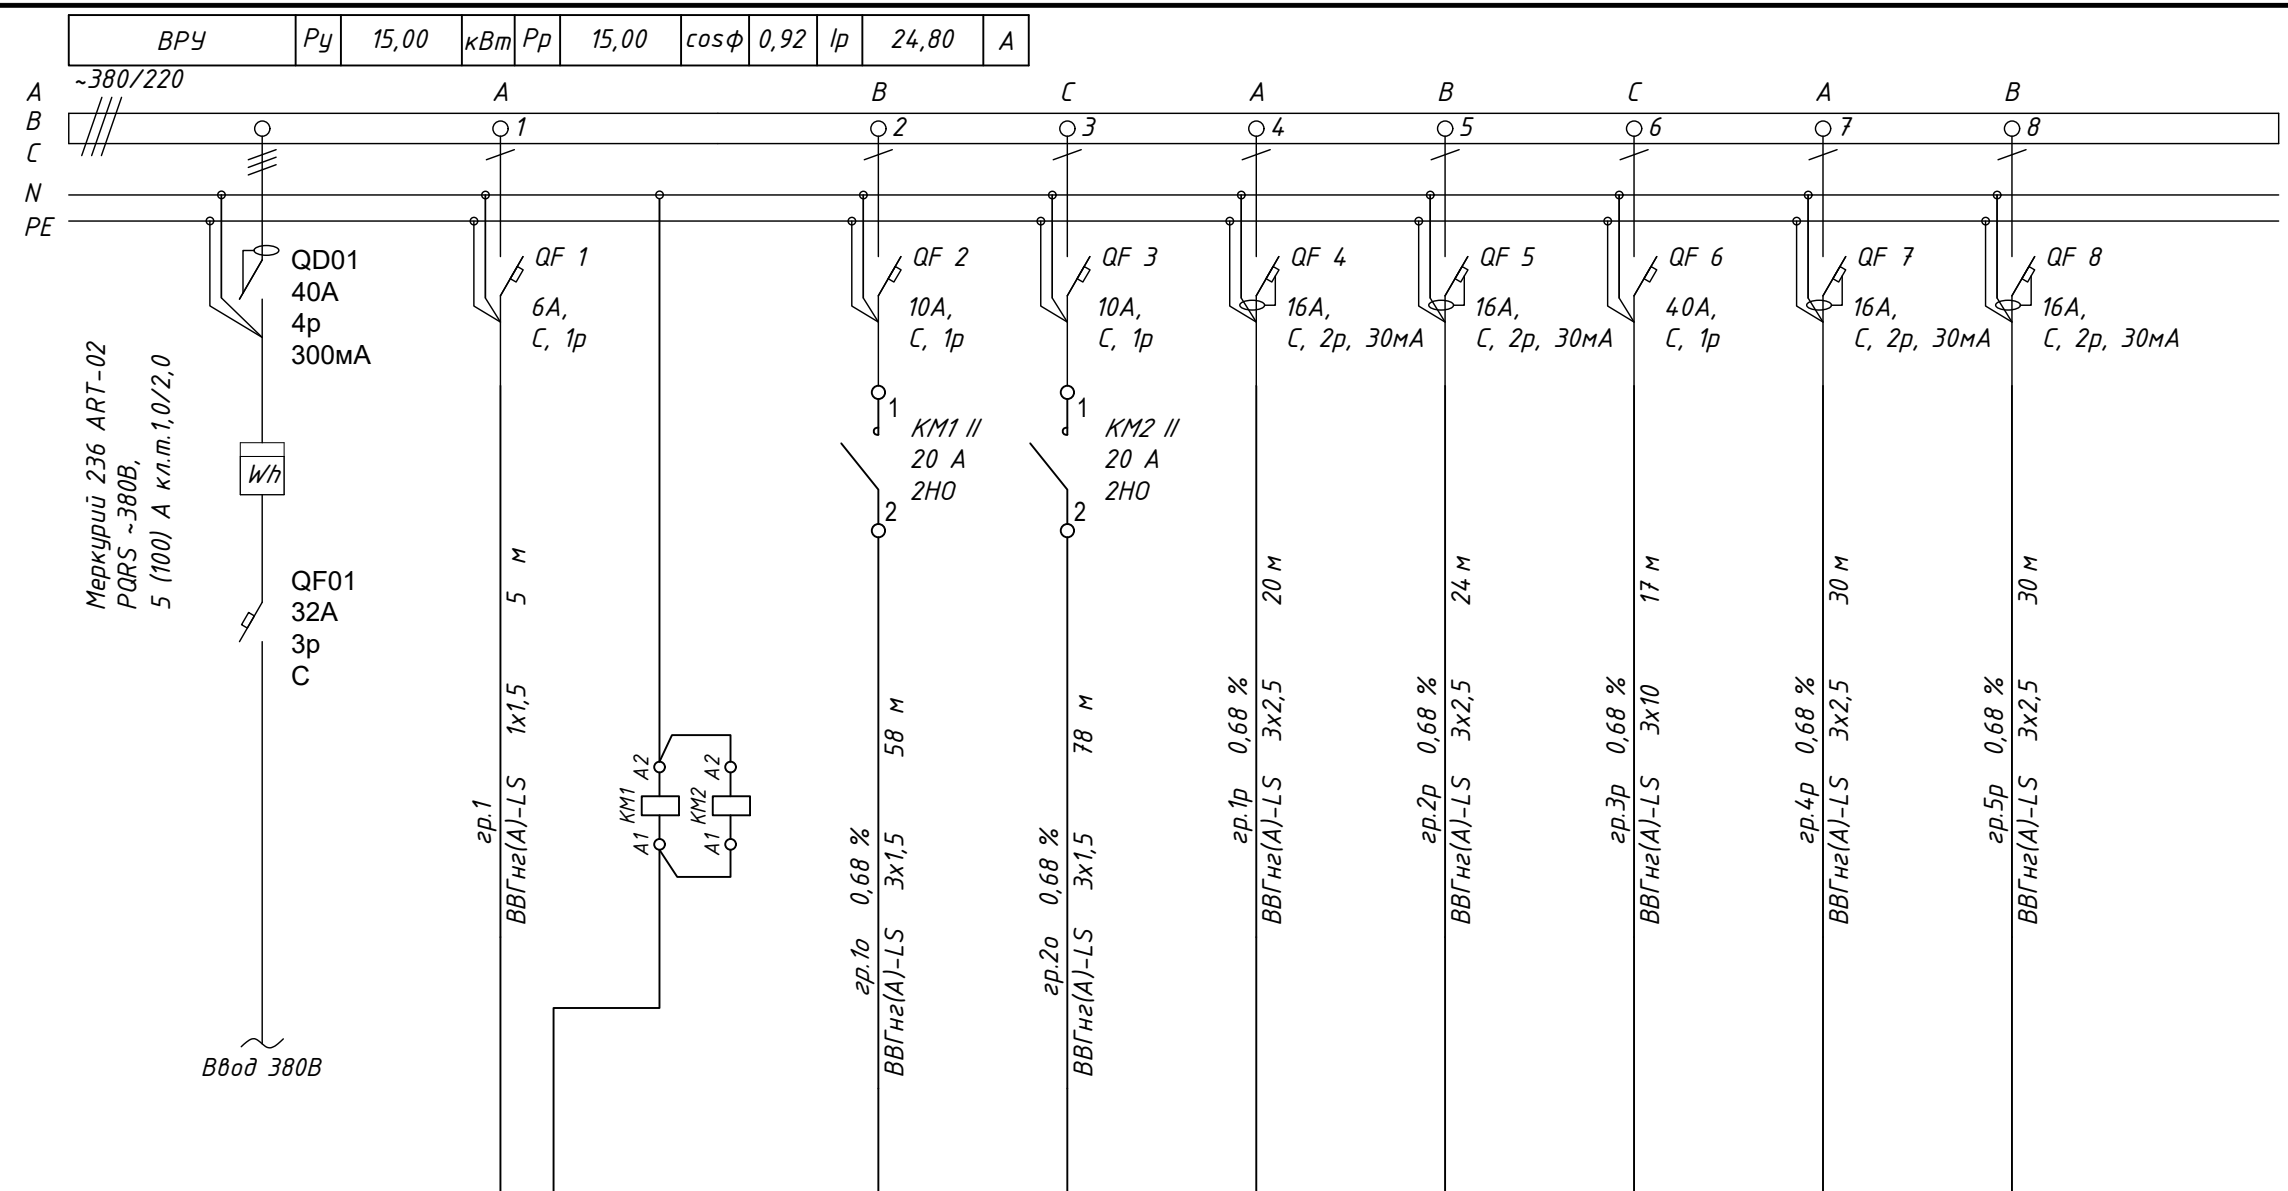 ВРУ Ру 15,00 кВт Рр 15,00 cosφ 0,92 Iр 24,80 А
~380/220
A
B
C
N
PE
A B C A B C A B
1 2 3 4 5 6 7 8
QD01
40А
4р
300мА
Меркурий 236 ART-02
PQRS ~380В,
5 (100) А кл.т.1,0/2,0
Wh
QF01
32А
3р
С
Ввод 380В
QF 1
6А,
С, 1р
QF 2
10А,
С, 1р
QF 3
10А,
С, 1р
QF 4
16А,
С, 2р, 30мА
QF 5
16А,
С, 2р, 30мА
QF 6
40А,
С, 1р
QF 7
16А,
С, 2р, 30мА
QF 8
16А,
С, 2р, 30мА
1
KM1 //
20 А
2НО
2
1
KM2 //
20 А
2НО
2
гр.1
ВВГнг(А)-LS 1х1,5 5 м
A1 KM1 A2
A1 KM2 A2
гр.1о 0,68 %
ВВГнг(А)-LS 3х1,5 58 м
гр.2о 0,68 %
ВВГнг(А)-LS 3х1,5 78 м
гр.1р 0,68 %
ВВГнг(А)-LS 3х2,5 20 м
гр.2р 0,68 %
ВВГнг(А)-LS 3х2,5 24 м
гр.3р 0,68 %
ВВГнг(А)-LS 3х10 17 м
гр.4р 0,68 %
ВВГнг(А)-LS 3х2,5 30 м
гр.5р 0,68 %
ВВГнг(А)-LS 3х2,5 30 м